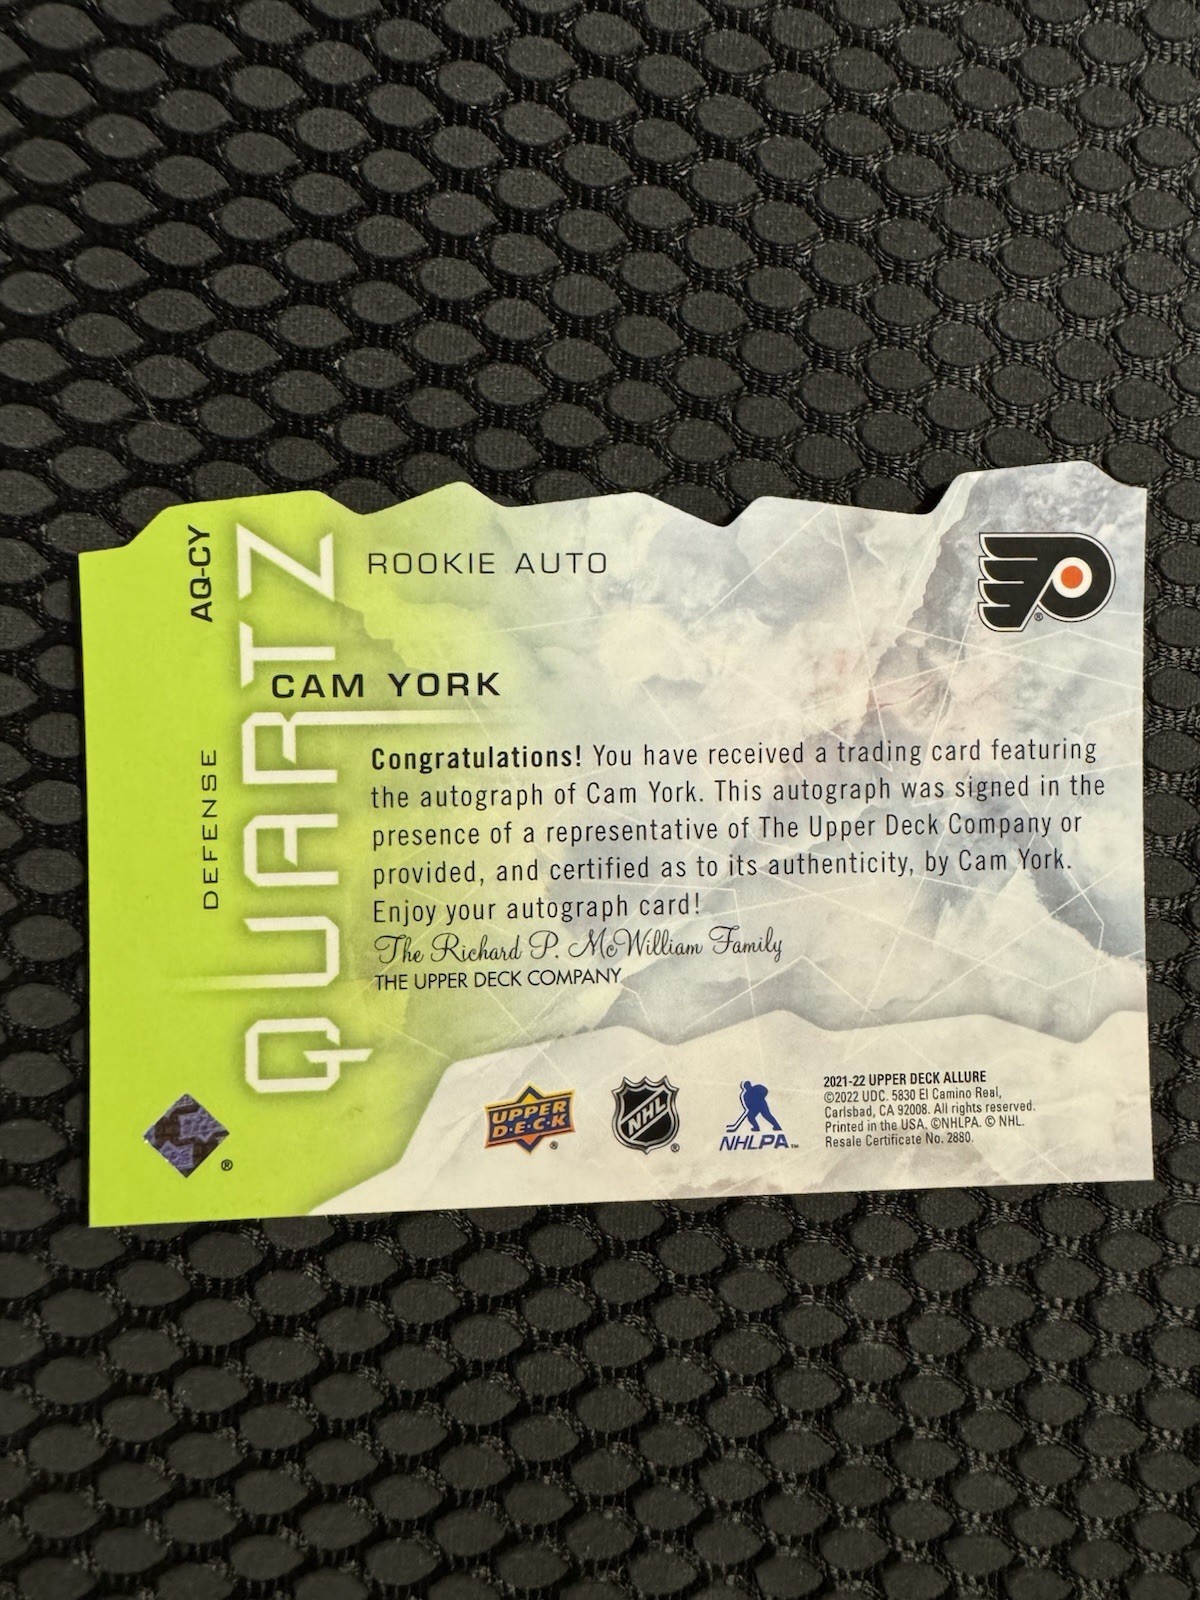 AQ-CY
DEFENSE
QUARTZ
ROOKIE AUTO
CAM YORK
Congratulations! You have received a trading card featuring
the autograph of Cam York. This autograph was signed in the
presence of a representative of The Upper Deck Company or
provided, and certified as to its authenticity, by Cam York.
Enjoy your autograph card!
The Richard P. McWilliam Family
THE UPPER DECK COMPANY
®
®
UPPER
D·E·C·K
®
NHL
®
NHLPA™
2021-22 UPPER DECK ALLURE
©2022 UDC. 5830 El Camino Real,
Carlsbad, CA 92008. All rights reserved.
Printed in the USA. ©NHLPA. © NHL.
Resale Certificate No. 2880.